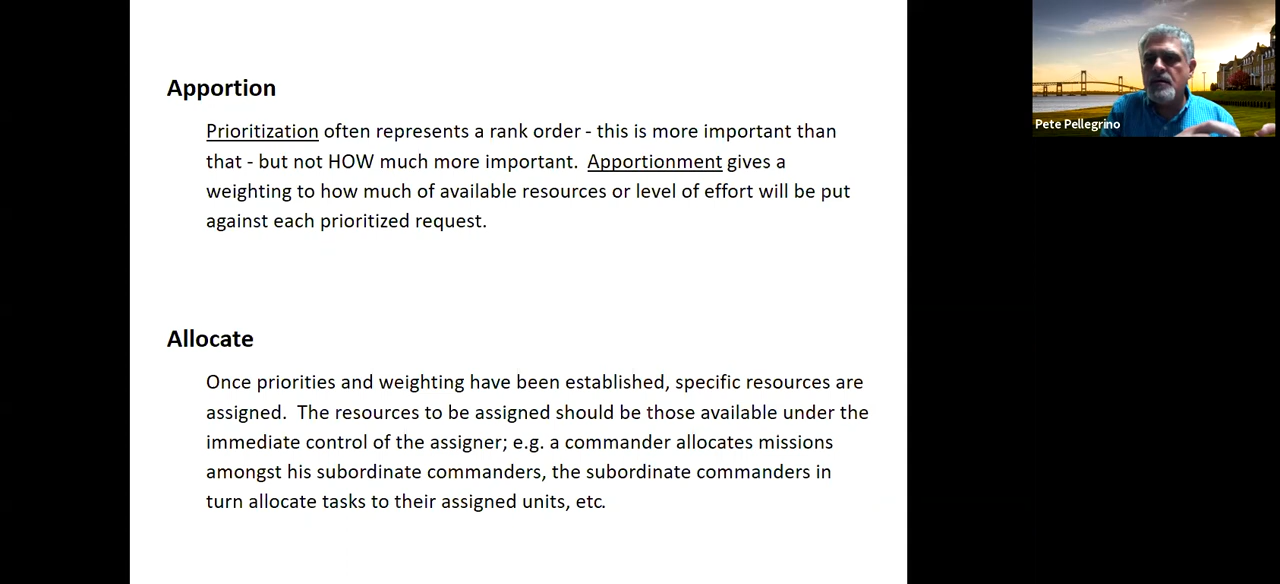 Apportion
Prioritization often represents a rank order - this is more important than
that - but not HOW much more important.  Apportionment gives a
weighting to how much of available resources or level of effort will be put
against each prioritized request.
Allocate
Once priorities and weighting have been established, specific resources are
assigned.  The resources to be assigned should be those available under the
immediate control of the assigner; e.g. a commander allocates missions
amongst his subordinate commanders, the subordinate commanders in
turn allocate tasks to their assigned units, etc.
Pete Pellegrino